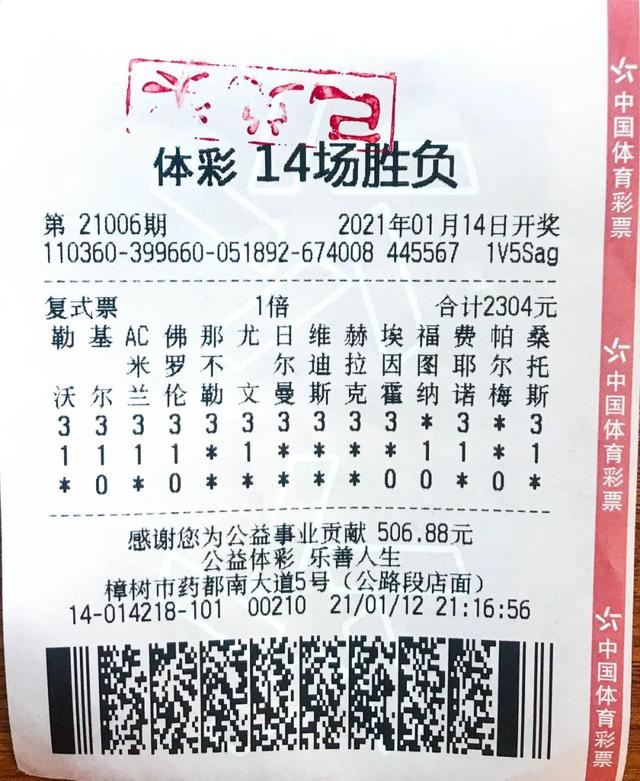 体彩 14场胜负
第 21006期 2021年01月14日开奖
110360-399660-051892-674008 445567 1V5Sag
复式票 1倍 合计2304元
勒 基 AC 佛 那 尤 日 维 赫 埃 福 费 帕 桑
米 罗 不 尔 迪 拉 因 图 耶 尔 托
沃 尔 兰 伦 勒 文 曼 斯 克 霍 纳 诺 梅 斯
3 3 3 3 3 3 3 3 3 3 * 3 * 3
1 1 1 1 * 1 * * * * 1 1 * 1
* 0 * 0 * * * * * 0 0 * 0 *
感谢您为公益事业贡献 506.88元
公益体彩 乐善人生
樟树市药都南大道5号（公路段店面）
14-014218-101 00210 21/01/12 21:16:56
中国体育彩票
中国体育彩票
中国体育彩票